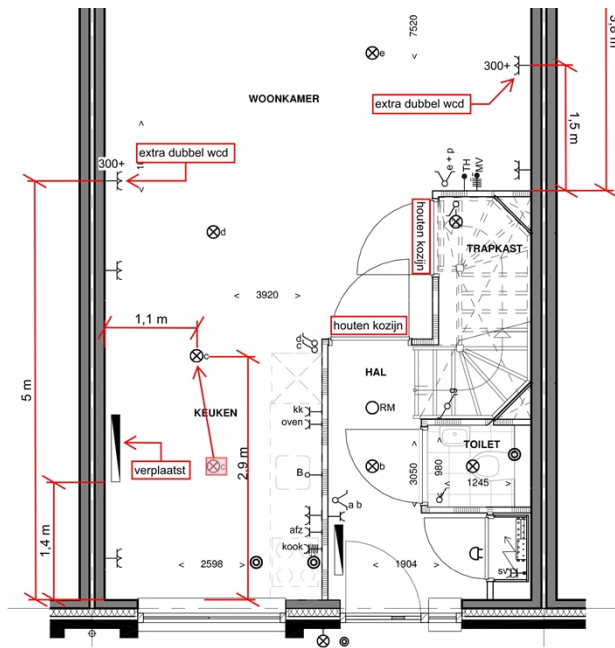 3,8 m
7520
e
300+
WOONKAMER
extra dubbel wcd
1,5 m
extra dubbel wcd
300+
e + p
TH
MV
houten kozijn
TRAPKAST
d
3920
1,1 m
houten kozijn
c
5 m
HAL
KEUKEN
kk
oven
RM
TOILET
verplaatst
c
2,9 m
B
b
3050
980
1245
1,4 m
a b
afz
kook
2598
1904
sv